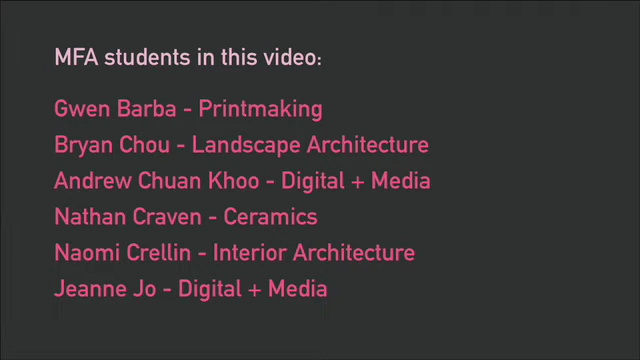 MFA students in this video:
Gwen Barba - Printmaking
Bryan Chou - Landscape Architecture
Andrew Chuan Khoo - Digital + Media
Nathan Craven - Ceramics
Naomi Crellin - Interior Architecture
Jeanne Jo - Digital + Media